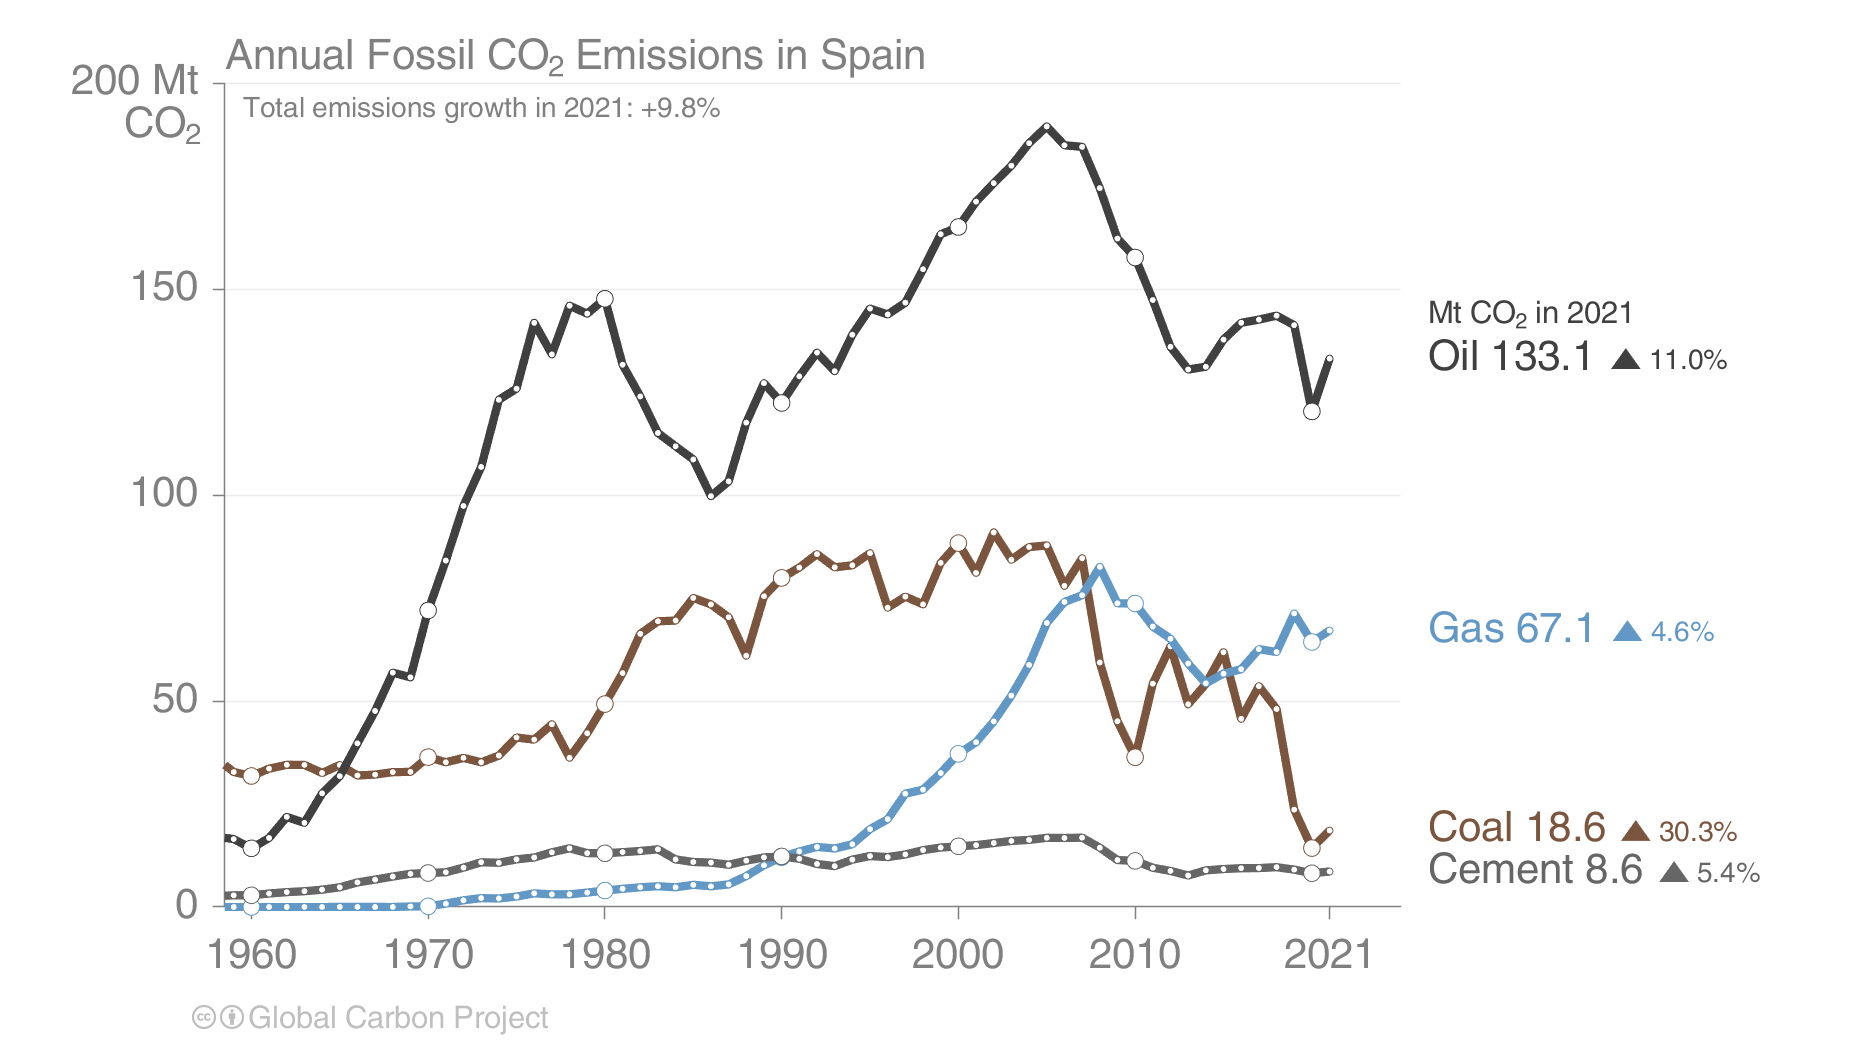 Annual Fossil CO₂ Emissions in Spain
200 Mt
CO₂
Total emissions growth in 2021: +9.8%
150
100
50
0
Mt CO₂ in 2021
Oil 133.1 ▲ 11.0%
Gas 67.1 ▲ 4.6%
Coal 18.6 ▲ 30.3%
Cement 8.6 ▲ 5.4%
1960 1970 1980 1990 2000 2010 2021
cc Global Carbon Project